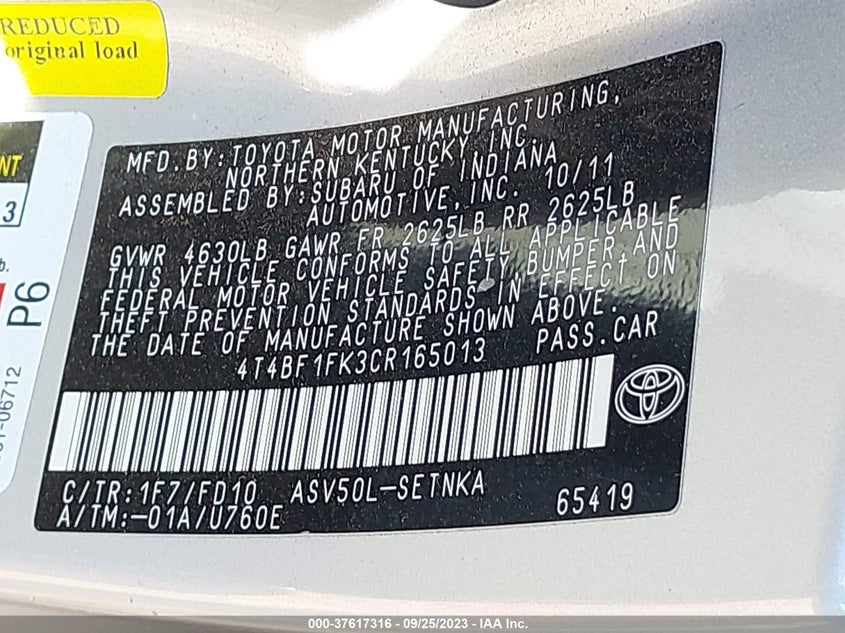 REDUCED
original load
NT
3
P6
06712
MFD.BY:TOYOTA MOTOR MANUFACTURING,
NORTHERN KENTUCKY,INC.
ASSEMBLED BY:SUBARU OF INDIANA
AUTOMOTIVE,INC. 10/11
GVWR 4630LB GAWR FR 2625LB RR 2625LB
THIS VEHICLE CONFORMS TO ALL APPLICABLE
FEDERAL MOTOR VEHICLE SAFETY,BUMPER,AND
THEFT PREVENTION STANDARDS IN EFFECT ON
THE DATE OF MANUFACTURE SHOWN ABOVE.
4T4BF1FK3CR165013 PASS.CAR
C/TR:1F7/FD10 ASV50L-SETNKA
A/TM:-01A/U760E 65419
000-37617316 - 09/25/2023 - © IAA Inc.